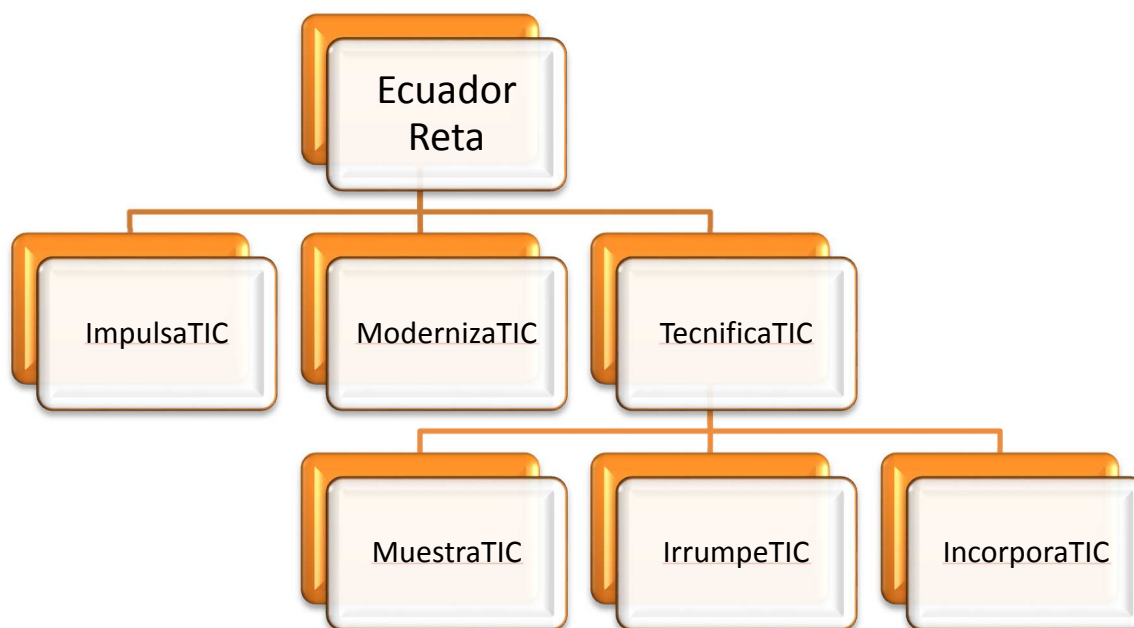 Ecuador
Reta
ImpulsaTIC
ModernizaTIC
TecnificaTIC
MuestraTIC
IrrumpeTIC
IncorporaTIC